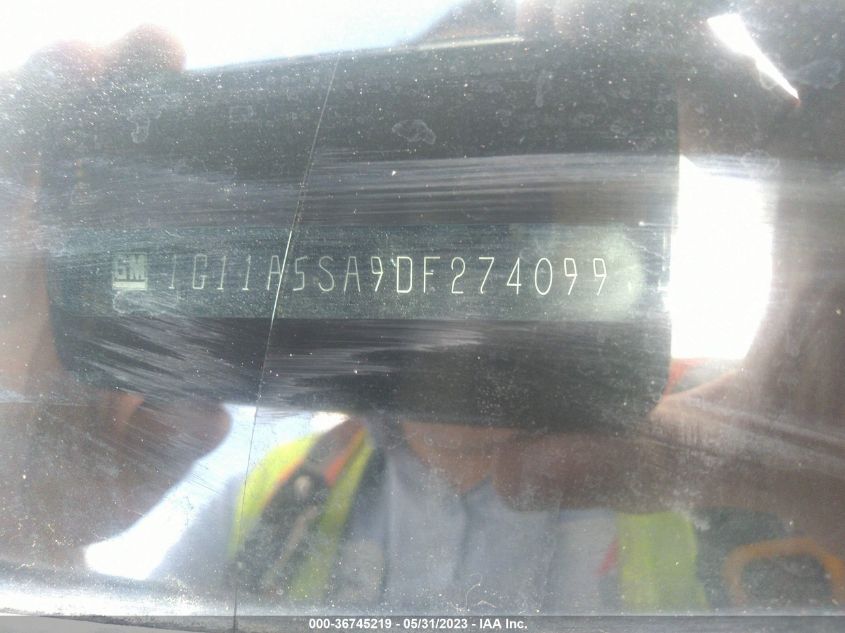 GM 1G11A5SA9DF274099
000-36745219 - 05/31/2023 - IAA Inc.